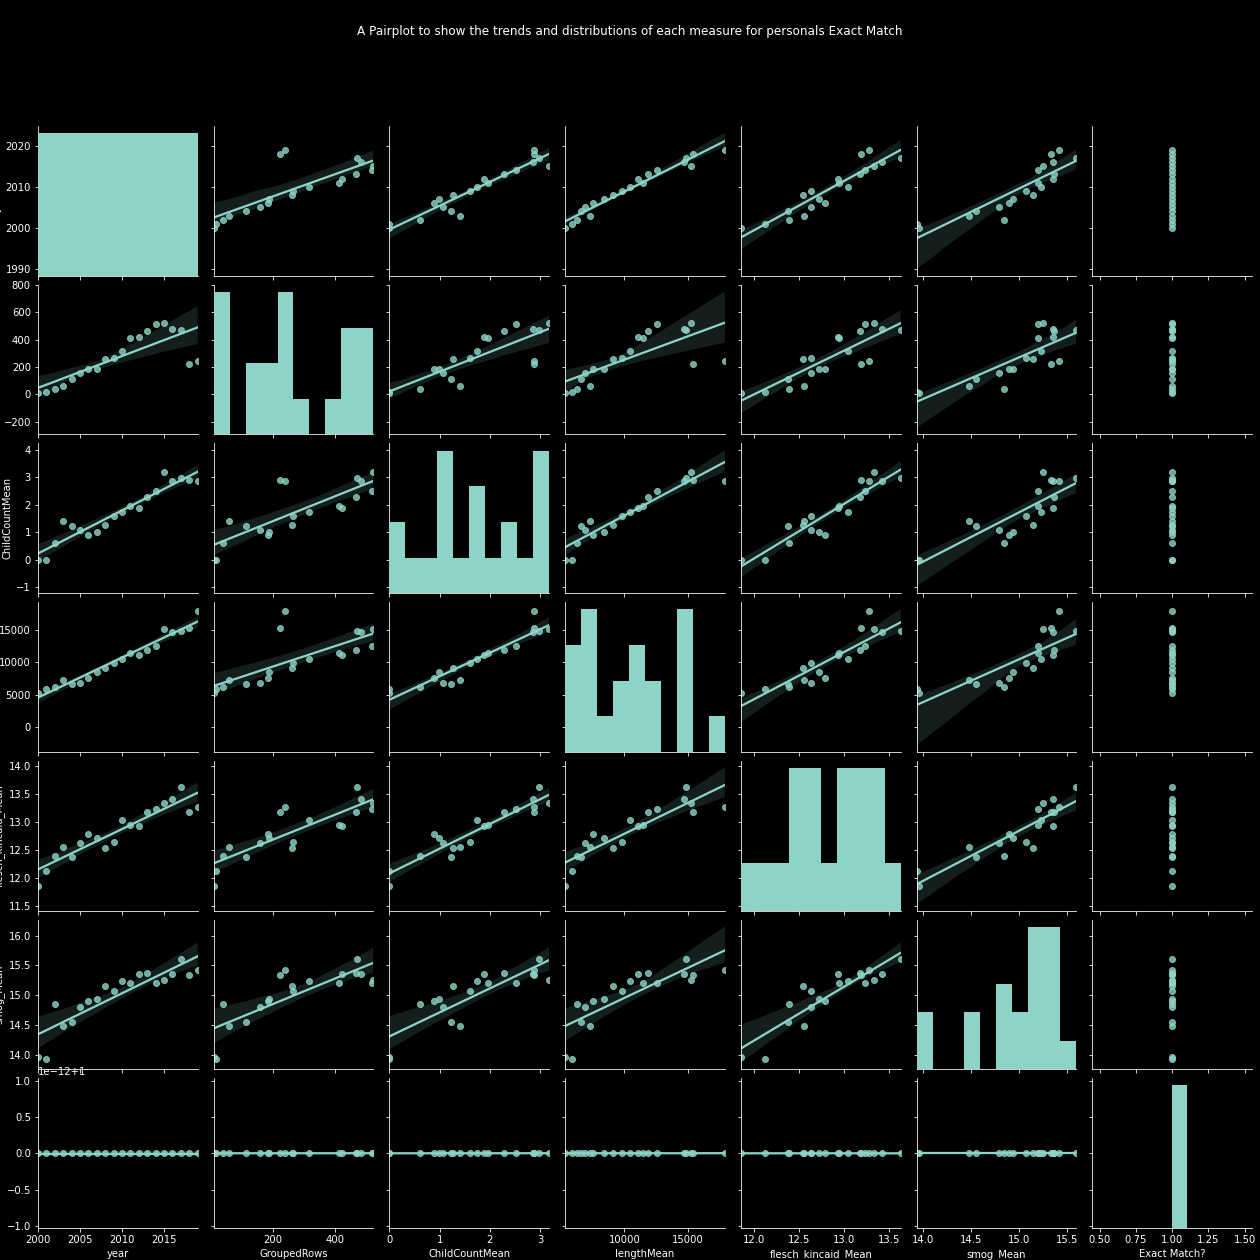 A Pairplot to show the trends and distributions of each measure for personals Exact Match
2020
2010
2000
1990
800
600
400
200
0
−200
ChildCountMean
4
3
2
1
0
−1
15000
10000
5000
0
14.0
13.5
13.0
12.5
12.0
11.5
16.0
15.5
15.0
14.5
14.0
1e−12+1
1.0
0.5
0.0
−0.5
−1.0
2000 2005 2010 2015
200 400
0 1 2 3
10000 15000
12.0 12.5 13.0 13.5
14.0 14.5 15.0 15.5
0.50 0.75 1.00 1.25 1.50
year
GroupedRows
ChildCountMean
lengthMean
flesch_kincaid_Mean
smog_Mean
Exact Match?